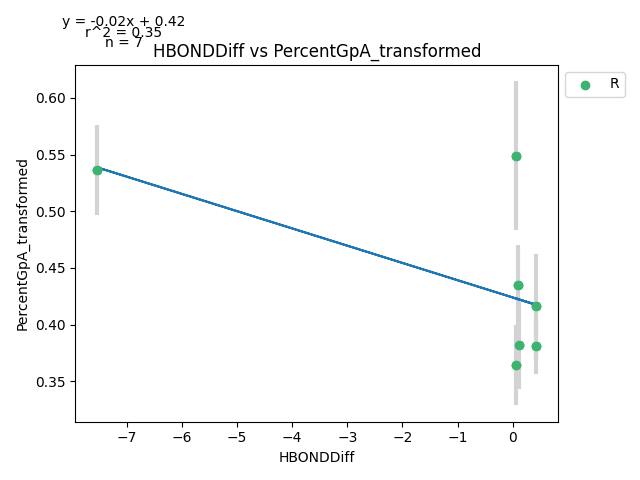 y = -0.02x + 0.42
r^2 = 0.35
n = 7
HBONDDiff vs PercentGpA_transformed
R
PercentGpA_transformed
0.60
0.55
0.50
0.45
0.40
0.35
−7 −6 −5 −4 −3 −2 −1 0
HBONDDiff